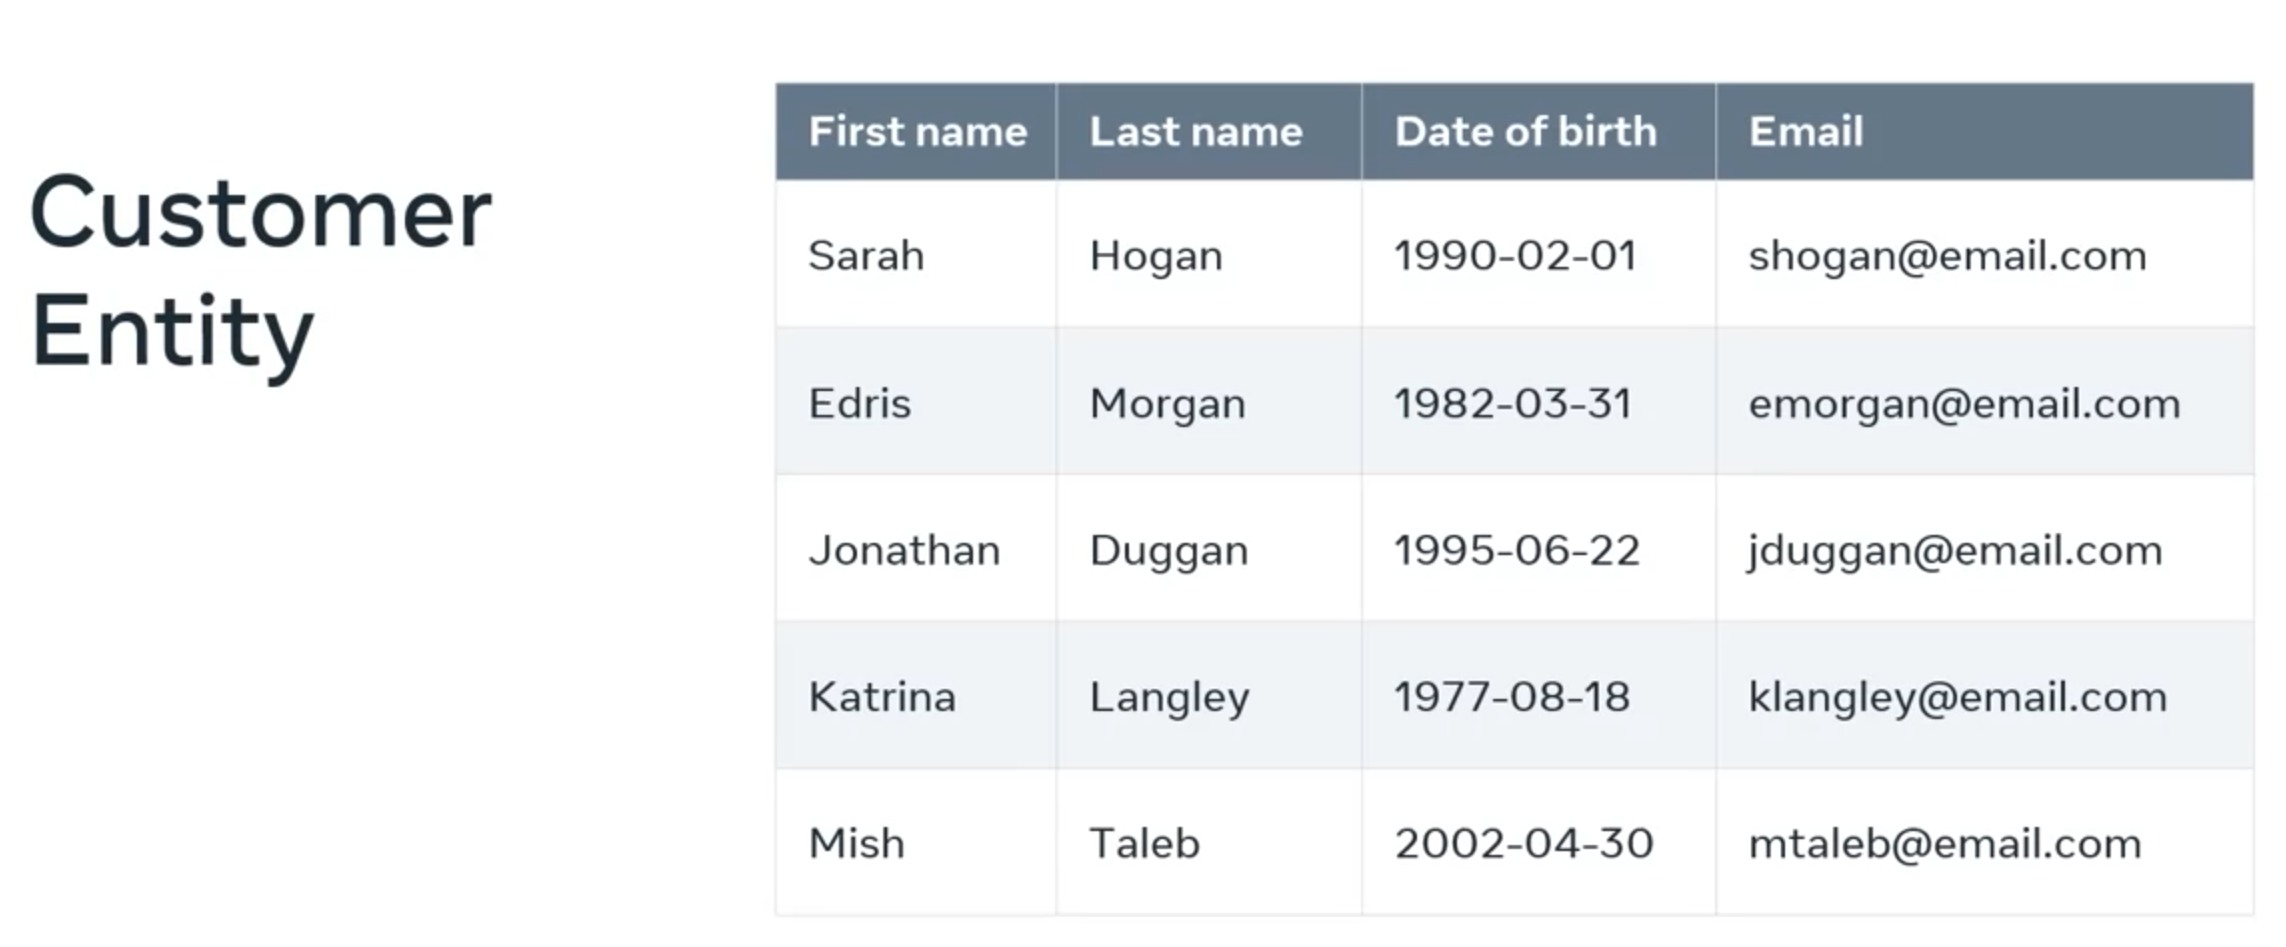 Customer
Entity
First name Last name Date of birth Email
Sarah Hogan 1990-02-01 shogan@email.com
Edris Morgan 1982-03-31 emorgan@email.com
Jonathan Duggan 1995-06-22 jduggan@email.com
Katrina Langley 1977-08-18 klangley@email.com
Mish Taleb 2002-04-30 mtaleb@email.com